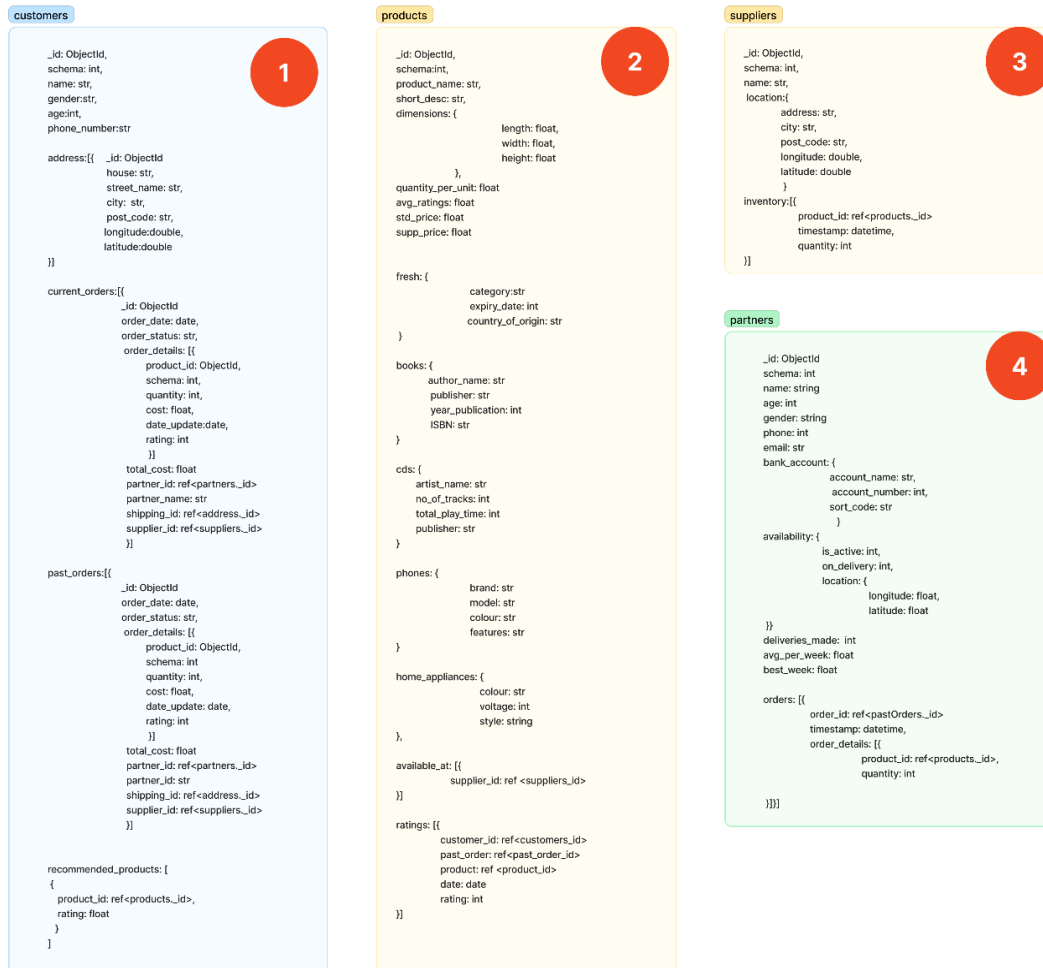 customers
1
_id: ObjectId,
schema: int,
name: str,
gender:str,
age:int,
phone_number:str
address:[{ _id: ObjectId
house: str,
street_name: str,
city: str,
post_code: str,
longitude:double,
latitude:double
}]
current_orders:[{
_id: ObjectId
order_date: date,
order_status: str,
order_details: [{
product_id: ObjectId,
schema: int,
quantity: int,
cost: float,
date_update:date,
rating: int
}]
total_cost: float
partner_id: ref<partners._id>
partner_name: str
shipping_id: ref<address._id>
supplier_id: ref<suppliers._id>
}]
past_orders:[{
_id: ObjectId
order_date: date,
order_status: str,
order_details: [{
product_id: ObjectId,
schema: int
quantity: int,
cost: float,
date_update: date,
rating: int
}]
total_cost: float
partner_id: ref<partners._id>
partner_id: str
shipping_id: ref<address._id>
supplier_id: ref<suppliers._id>
}]
recommended_products: [
{
product_id: ref<products._id>,
rating: float
}
]
products
2
_id: ObjectId,
schema:int,
product_name: str,
short_desc: str,
dimensions: {
length: float,
width: float,
height: float
},
quantity_per_unit: float
avg_ratings: float
std_price: float
supp_price: float
fresh: {
category:str
expiry_date: int
country_of_origin: str
}
books: {
author_name: str
publisher: str
year_publication: int
ISBN: str
}
cds: {
artist_name: str
no_of_tracks: int
total_play_time: int
publisher: str
}
phones: {
brand: str
model: str
colour: str
features: str
}
home_appliances: {
colour: str
voltage: int
style: string
},
available_at: [{
supplier_id: ref <suppliers_id>
}]
ratings: [{
customer_id: ref<customers_id>
past_order: ref<past_order_id>
product: ref <product_id>
date: date
rating: int
}]
suppliers
3
_id: ObjectId,
schema: int,
name: str,
location:{
address: str,
city: str,
post_code: str,
longitude: double,
latitude: double
}
inventory:[{
product_id: ref<products._id>
timestamp: datetime,
quantity: int
}]
partners
4
_id: ObjectId
schema: int
name: string
age: int
gender: string
phone: int
email: str
bank_account: {
account_name: str,
account_number: int,
sort_code: str
}
availability: {
is_active: int,
on_delivery: int,
location: {
longitude: float,
latitude: float
}}
deliveries_made: int
avg_per_week: float
best_week: float
orders: [{
order_id: ref<pastOrders._id>
timestamp: datetime,
order_details: [{
product_id: ref<products._id>,
quantity: int
}]}]